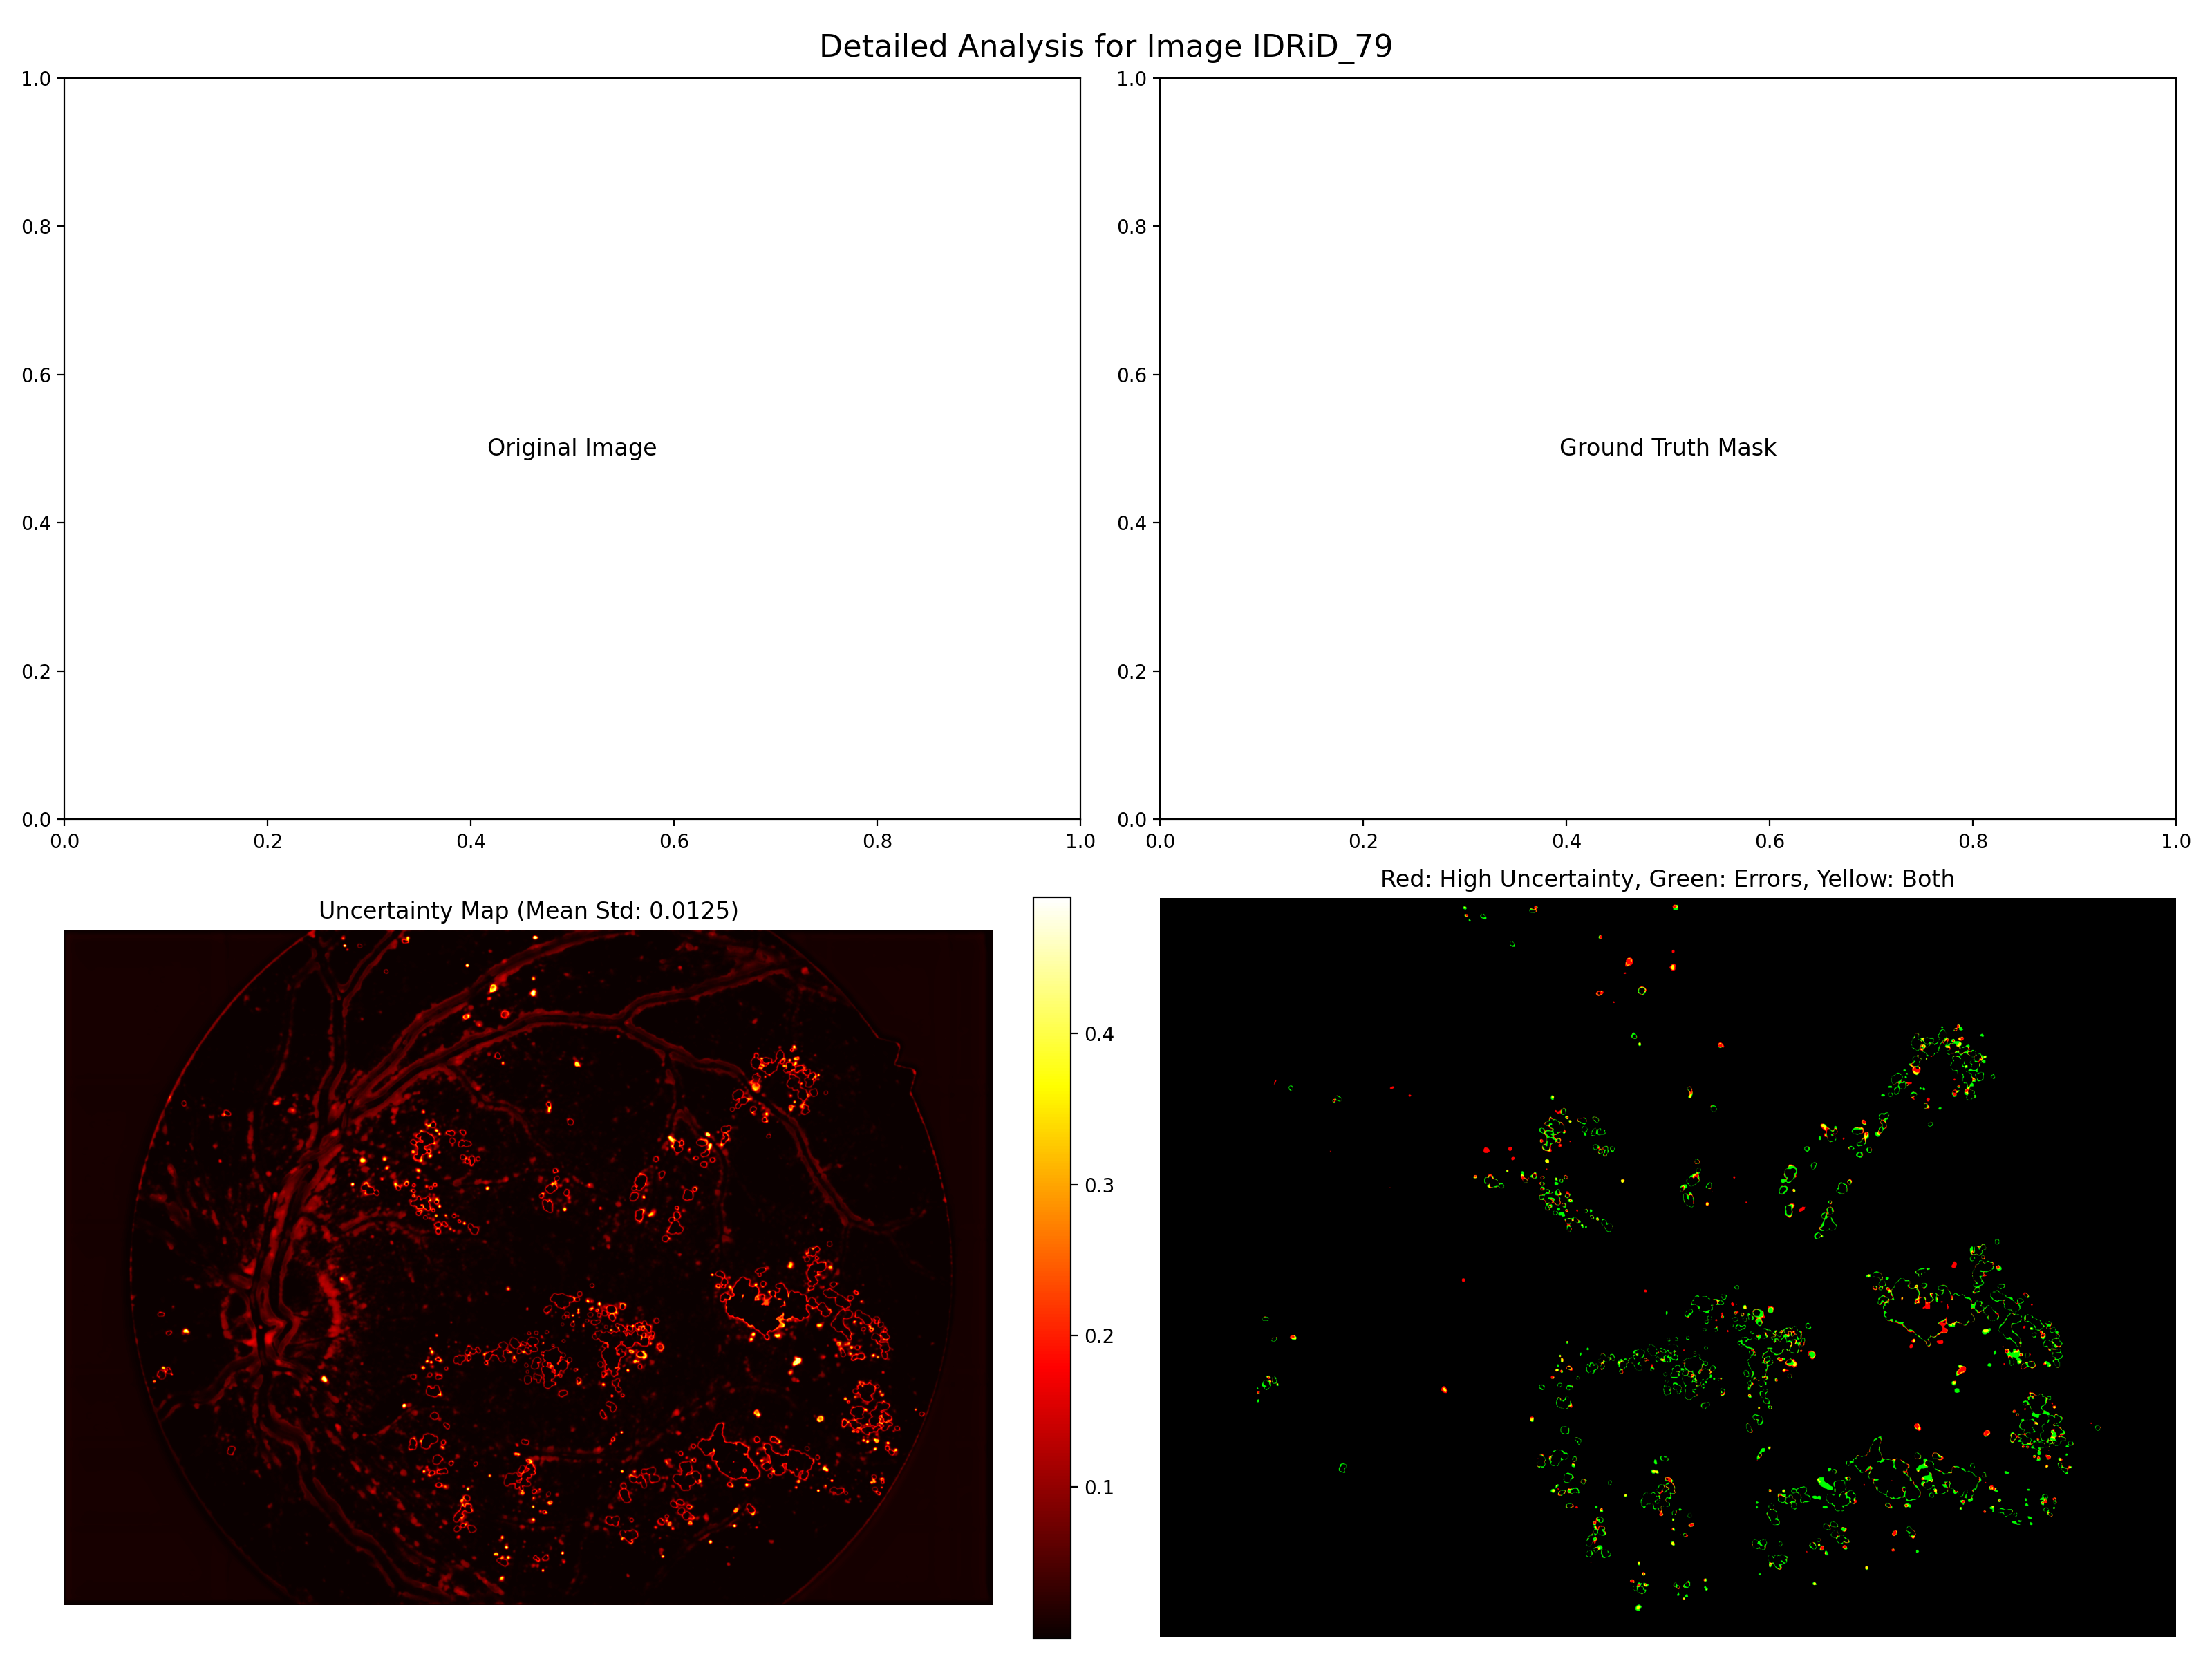 Detailed Analysis for Image IDRiD_79
1.0
0.8
0.6
0.4
0.2
0.0
0.0 0.2 0.4 0.6 0.8 1.0
Original Image
1.0
0.8
0.6
0.4
0.2
0.0
0.0 0.2 0.4 0.6 0.8 1.0
Ground Truth Mask
Uncertainty Map (Mean Std: 0.0125)
0.4
0.3
0.2
0.1
Red: High Uncertainty, Green: Errors, Yellow: Both